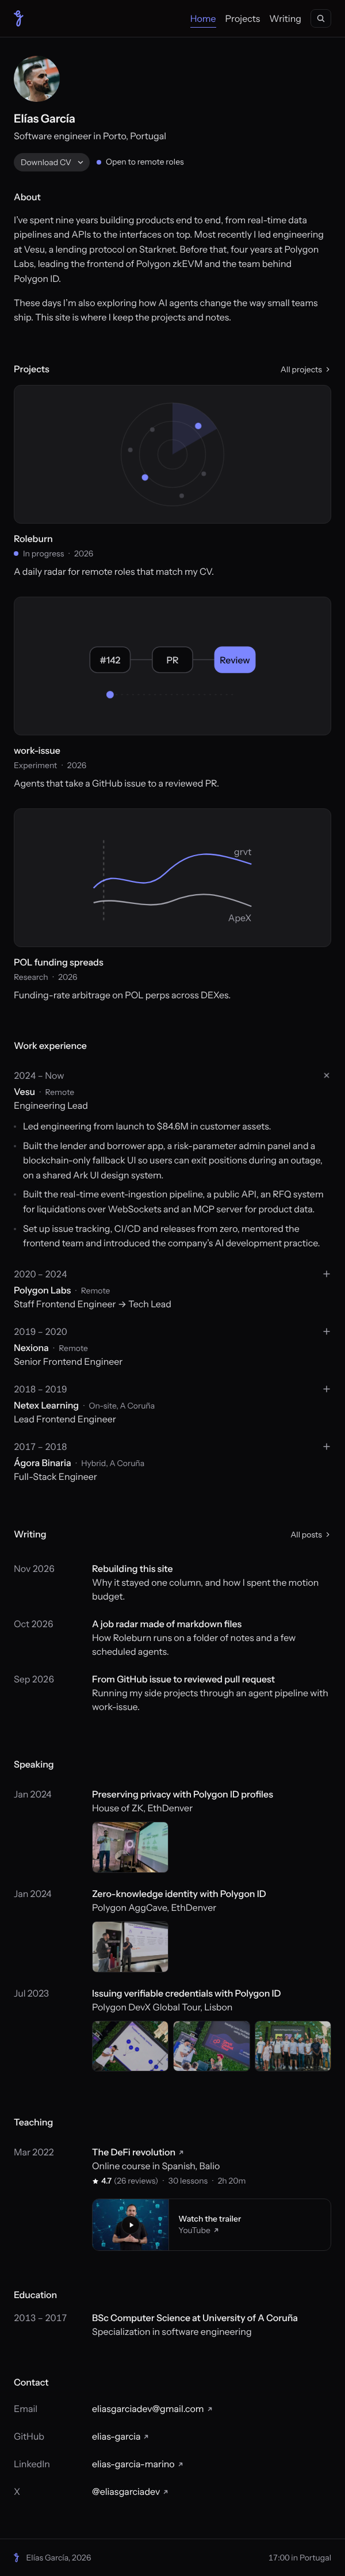 Home Projects Writing
Elías García
Software engineer in Porto, Portugal
Download CV
Open to remote roles
About
I've spent nine years building products end to end, from real-time data
pipelines and APIs to the interfaces on top. Most recently I led engineering
at Vesu, a lending protocol on Starknet. Before that, four years at Polygon
Labs, leading the frontend of Polygon zkEVM and the team behind
Polygon ID.
These days I'm also exploring how AI agents change the way small teams
ship. This site is where I keep the projects and notes.
Projects
All projects
Roleburn
In progress · 2026
A daily radar for remote roles that match my CV.
#142
PR
Review
work-issue
Experiment · 2026
Agents that take a GitHub issue to a reviewed PR.
grvt
ApeX
POL funding spreads
Research · 2026
Funding-rate arbitrage on POL perps across DEXes.
Work experience
2024 – Now
Vesu · Remote
Engineering Lead
Led engineering from launch to $84.6M in customer assets.
Built the lender and borrower app, a risk-parameter admin panel and a
blockchain-only fallback UI so users can exit positions during an outage,
on a shared Ark UI design system.
Built the real-time event-ingestion pipeline, a public API, an RFQ system
for liquidations over WebSockets and an MCP server for product data.
Set up issue tracking, CI/CD and releases from zero, mentored the
frontend team and introduced the company's AI development practice.
2020 – 2024
Polygon Labs · Remote
Staff Frontend Engineer → Tech Lead
2019 – 2020
Nexiona · Remote
Senior Frontend Engineer
2018 – 2019
Netex Learning · On-site, A Coruña
Lead Frontend Engineer
2017 – 2018
Ágora Binaria · Hybrid, A Coruña
Full-Stack Engineer
Writing
All posts
Nov 2026
Rebuilding this site
Why it stayed one column, and how I spent the motion
budget.
Oct 2026
A job radar made of markdown files
How Roleburn runs on a folder of notes and a few
scheduled agents.
Sep 2026
From GitHub issue to reviewed pull request
Running my side projects through an agent pipeline with
work-issue.
Speaking
Jan 2024
Preserving privacy with Polygon ID profiles
House of ZK, EthDenver
Jan 2024
Zero-knowledge identity with Polygon ID
Polygon AggCave, EthDenver
Jul 2023
Issuing verifiable credentials with Polygon ID
Polygon DevX Global Tour, Lisbon
Teaching
Mar 2022
The DeFi revolution ↗
Online course in Spanish, Balio
★ 4.7 (26 reviews) · 30 lessons · 2h 20m
Watch the trailer
YouTube ↗
Education
2013 – 2017
BSc Computer Science at University of A Coruña
Specialization in software engineering
Contact
Email
eliasgarciadev@gmail.com ↗
GitHub
elias-garcia ↗
LinkedIn
elias-garcia-marino ↗
X
@eliasgarciadev ↗
Elías García, 2026
17:00 in Portugal